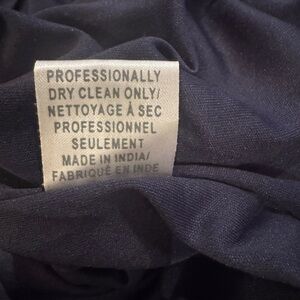 PROFESSIONALLY
DRY CLEAN ONLY/
NETTOYAGE À SEC
PROFESSIONNEL
SEULEMENT
MADE IN INDIA/
FABRIQUÉ EN INDE